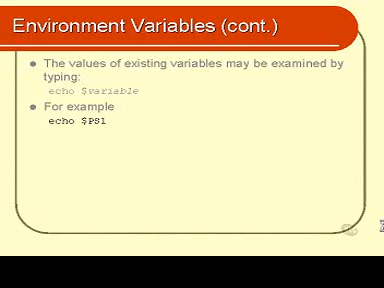 Environment Variables (cont.)
The values of existing variables may be examined by
typing:
echo $variable
For example
echo $PS1